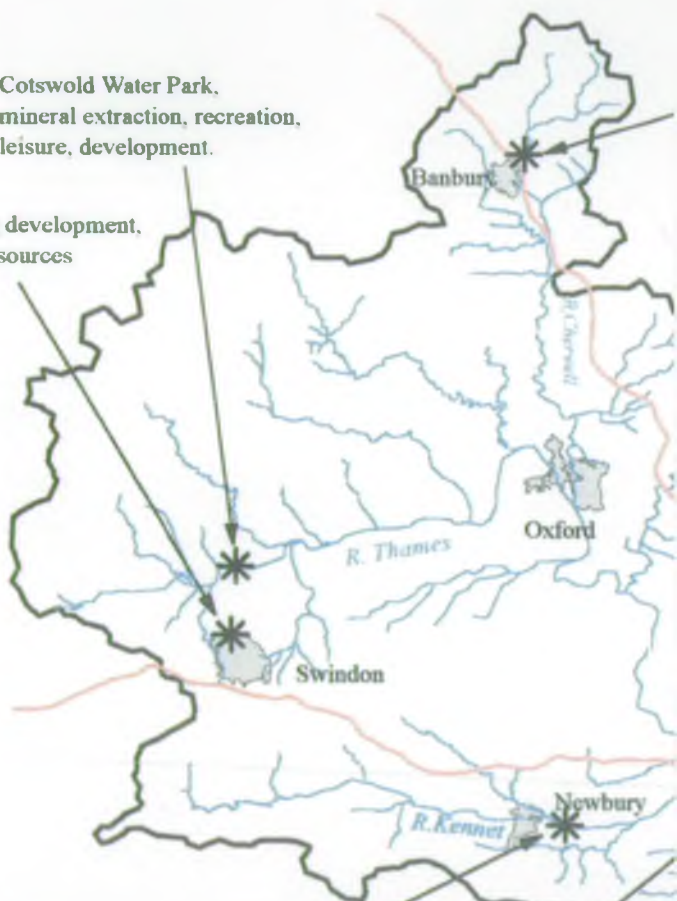 Cotswold Water Park,
mineral extraction, recreation,
leisure, development.
development,
sources
Banbury
R. Cherwell
Oxford
R. Thames
Swindon
Newbury
R.Kennet